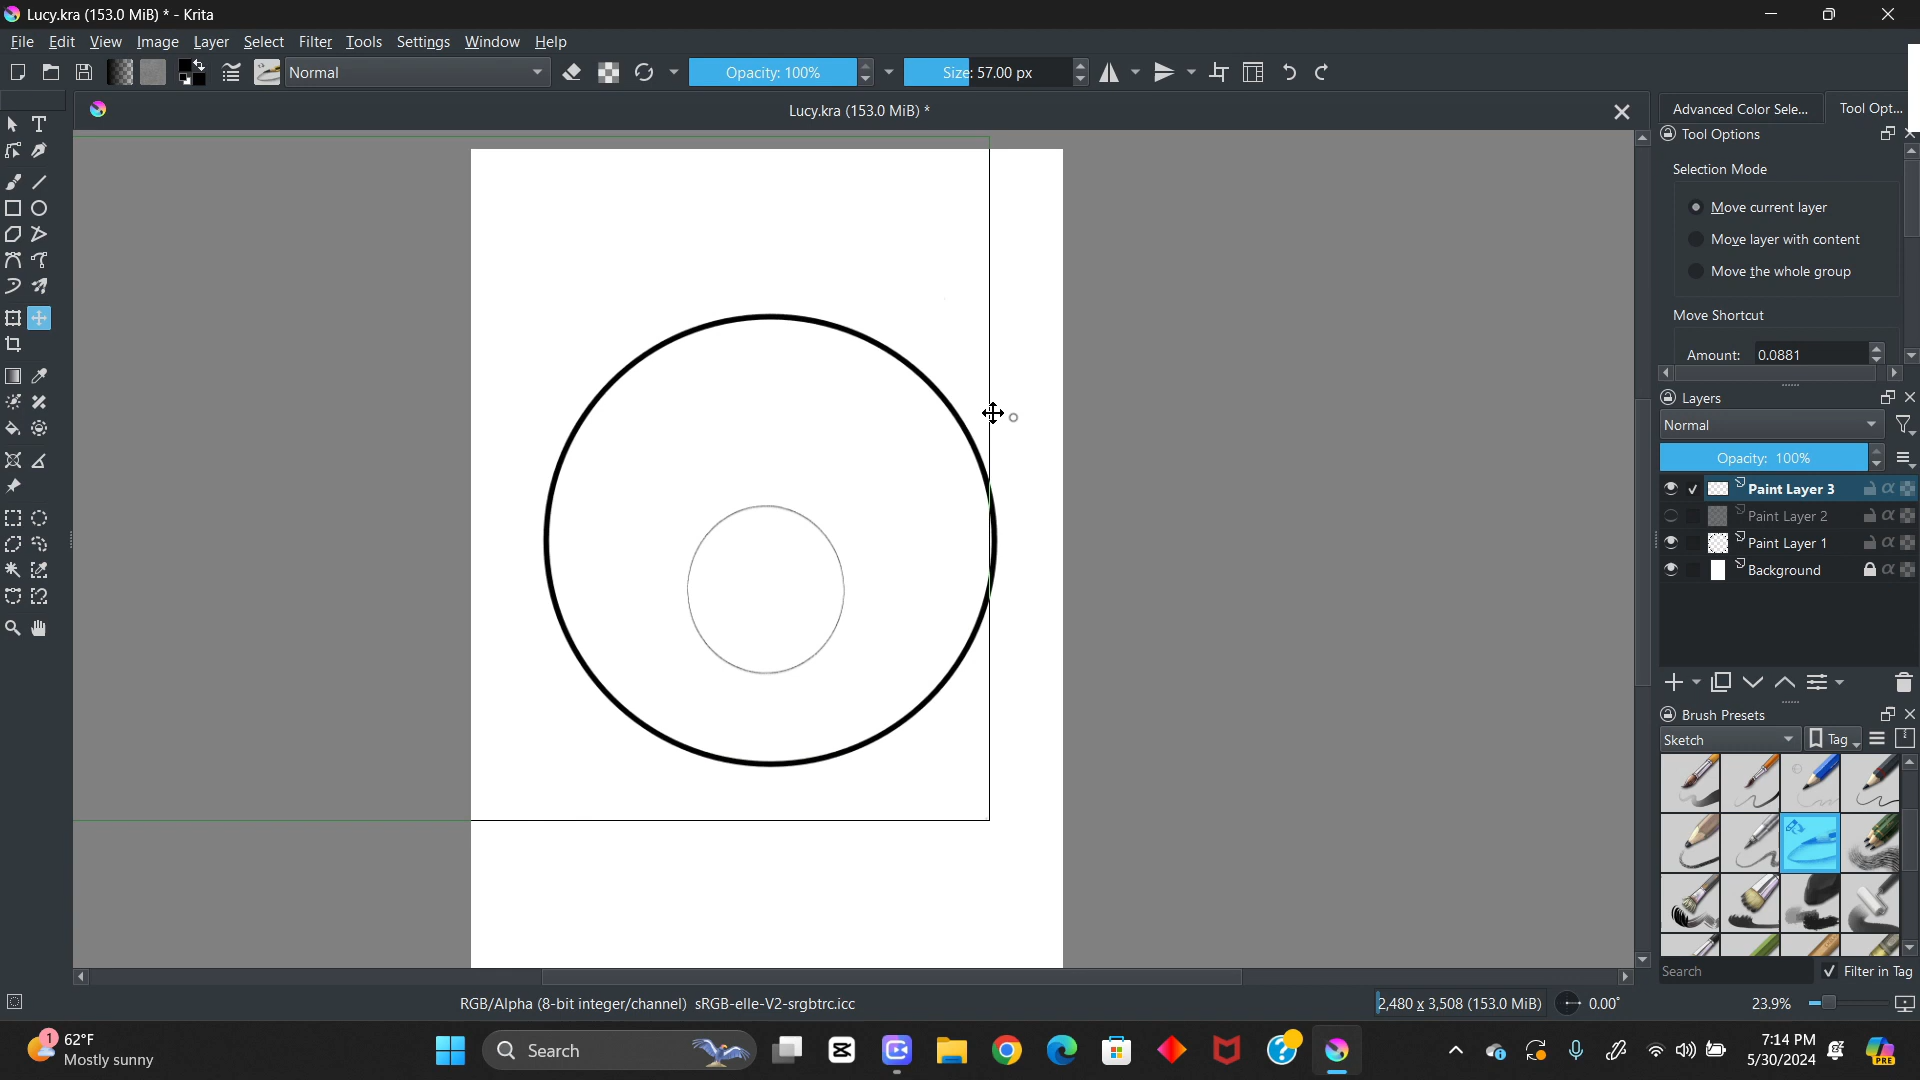 Lucy.kra (153.0 MiB) * - Krita
File Edit View Image Layer Select Filter Tools Settings Window Help
Normal Opacity: 100% Size: 57.00 px
Lucy.kra (153.0 MiB) *
Advanced Color Sele... Tool Opt...
Tool Options
Selection Mode
Move current layer
Move layer with content
Move the whole group
Move Shortcut
Amount: 0.0881
Layers
Normal
Opacity: 100%
Paint Layer 3
Paint Layer 2
Paint Layer 1
Background
Brush Presets
Sketch Tag
Search Filter in Tag
RGB/Alpha (8-bit integer/channel) sRGB-elle-V2-srgbtrc.icc 2,480 x 3,508 (153.0 MiB) 0.00° 23.9%
1 62°F
Mostly sunny
Search
7:14 PM
5/30/2024
PRE